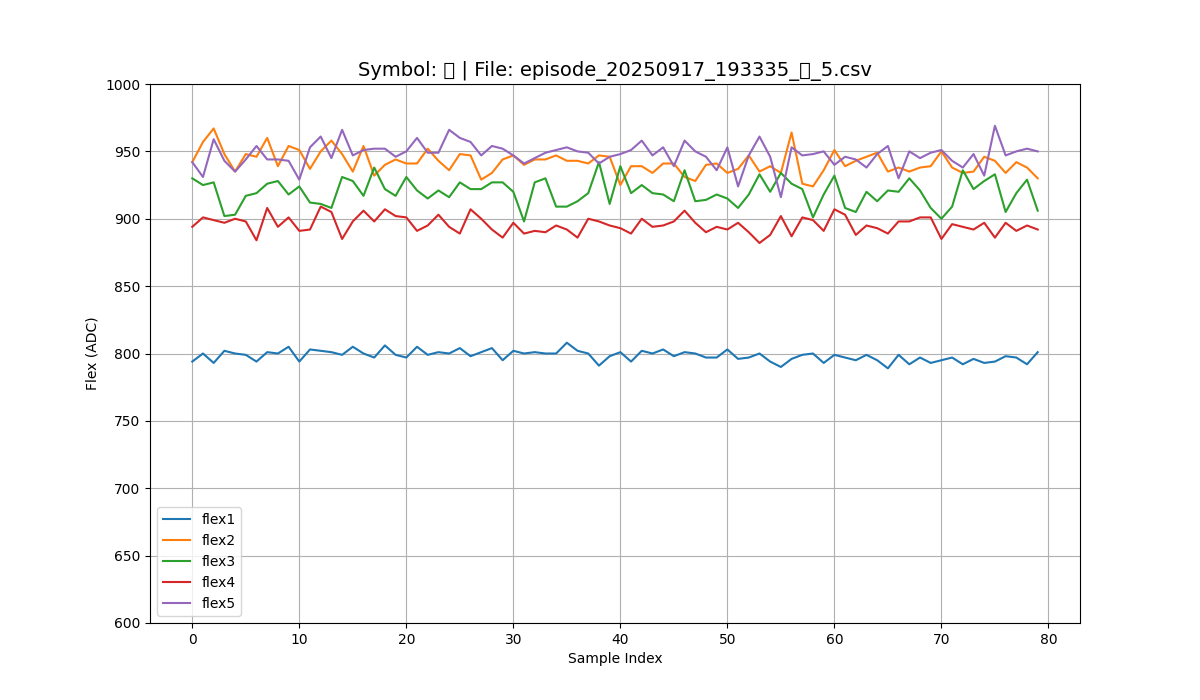 Symbol: | File: episode_20250917_193335_ _5.csv
Flex (ADC)
1000
950
900
850
800
750
700
650
600
flex1
flex2
flex3
flex4
flex5
0 10 20 30 40 50 60 70 80
Sample Index